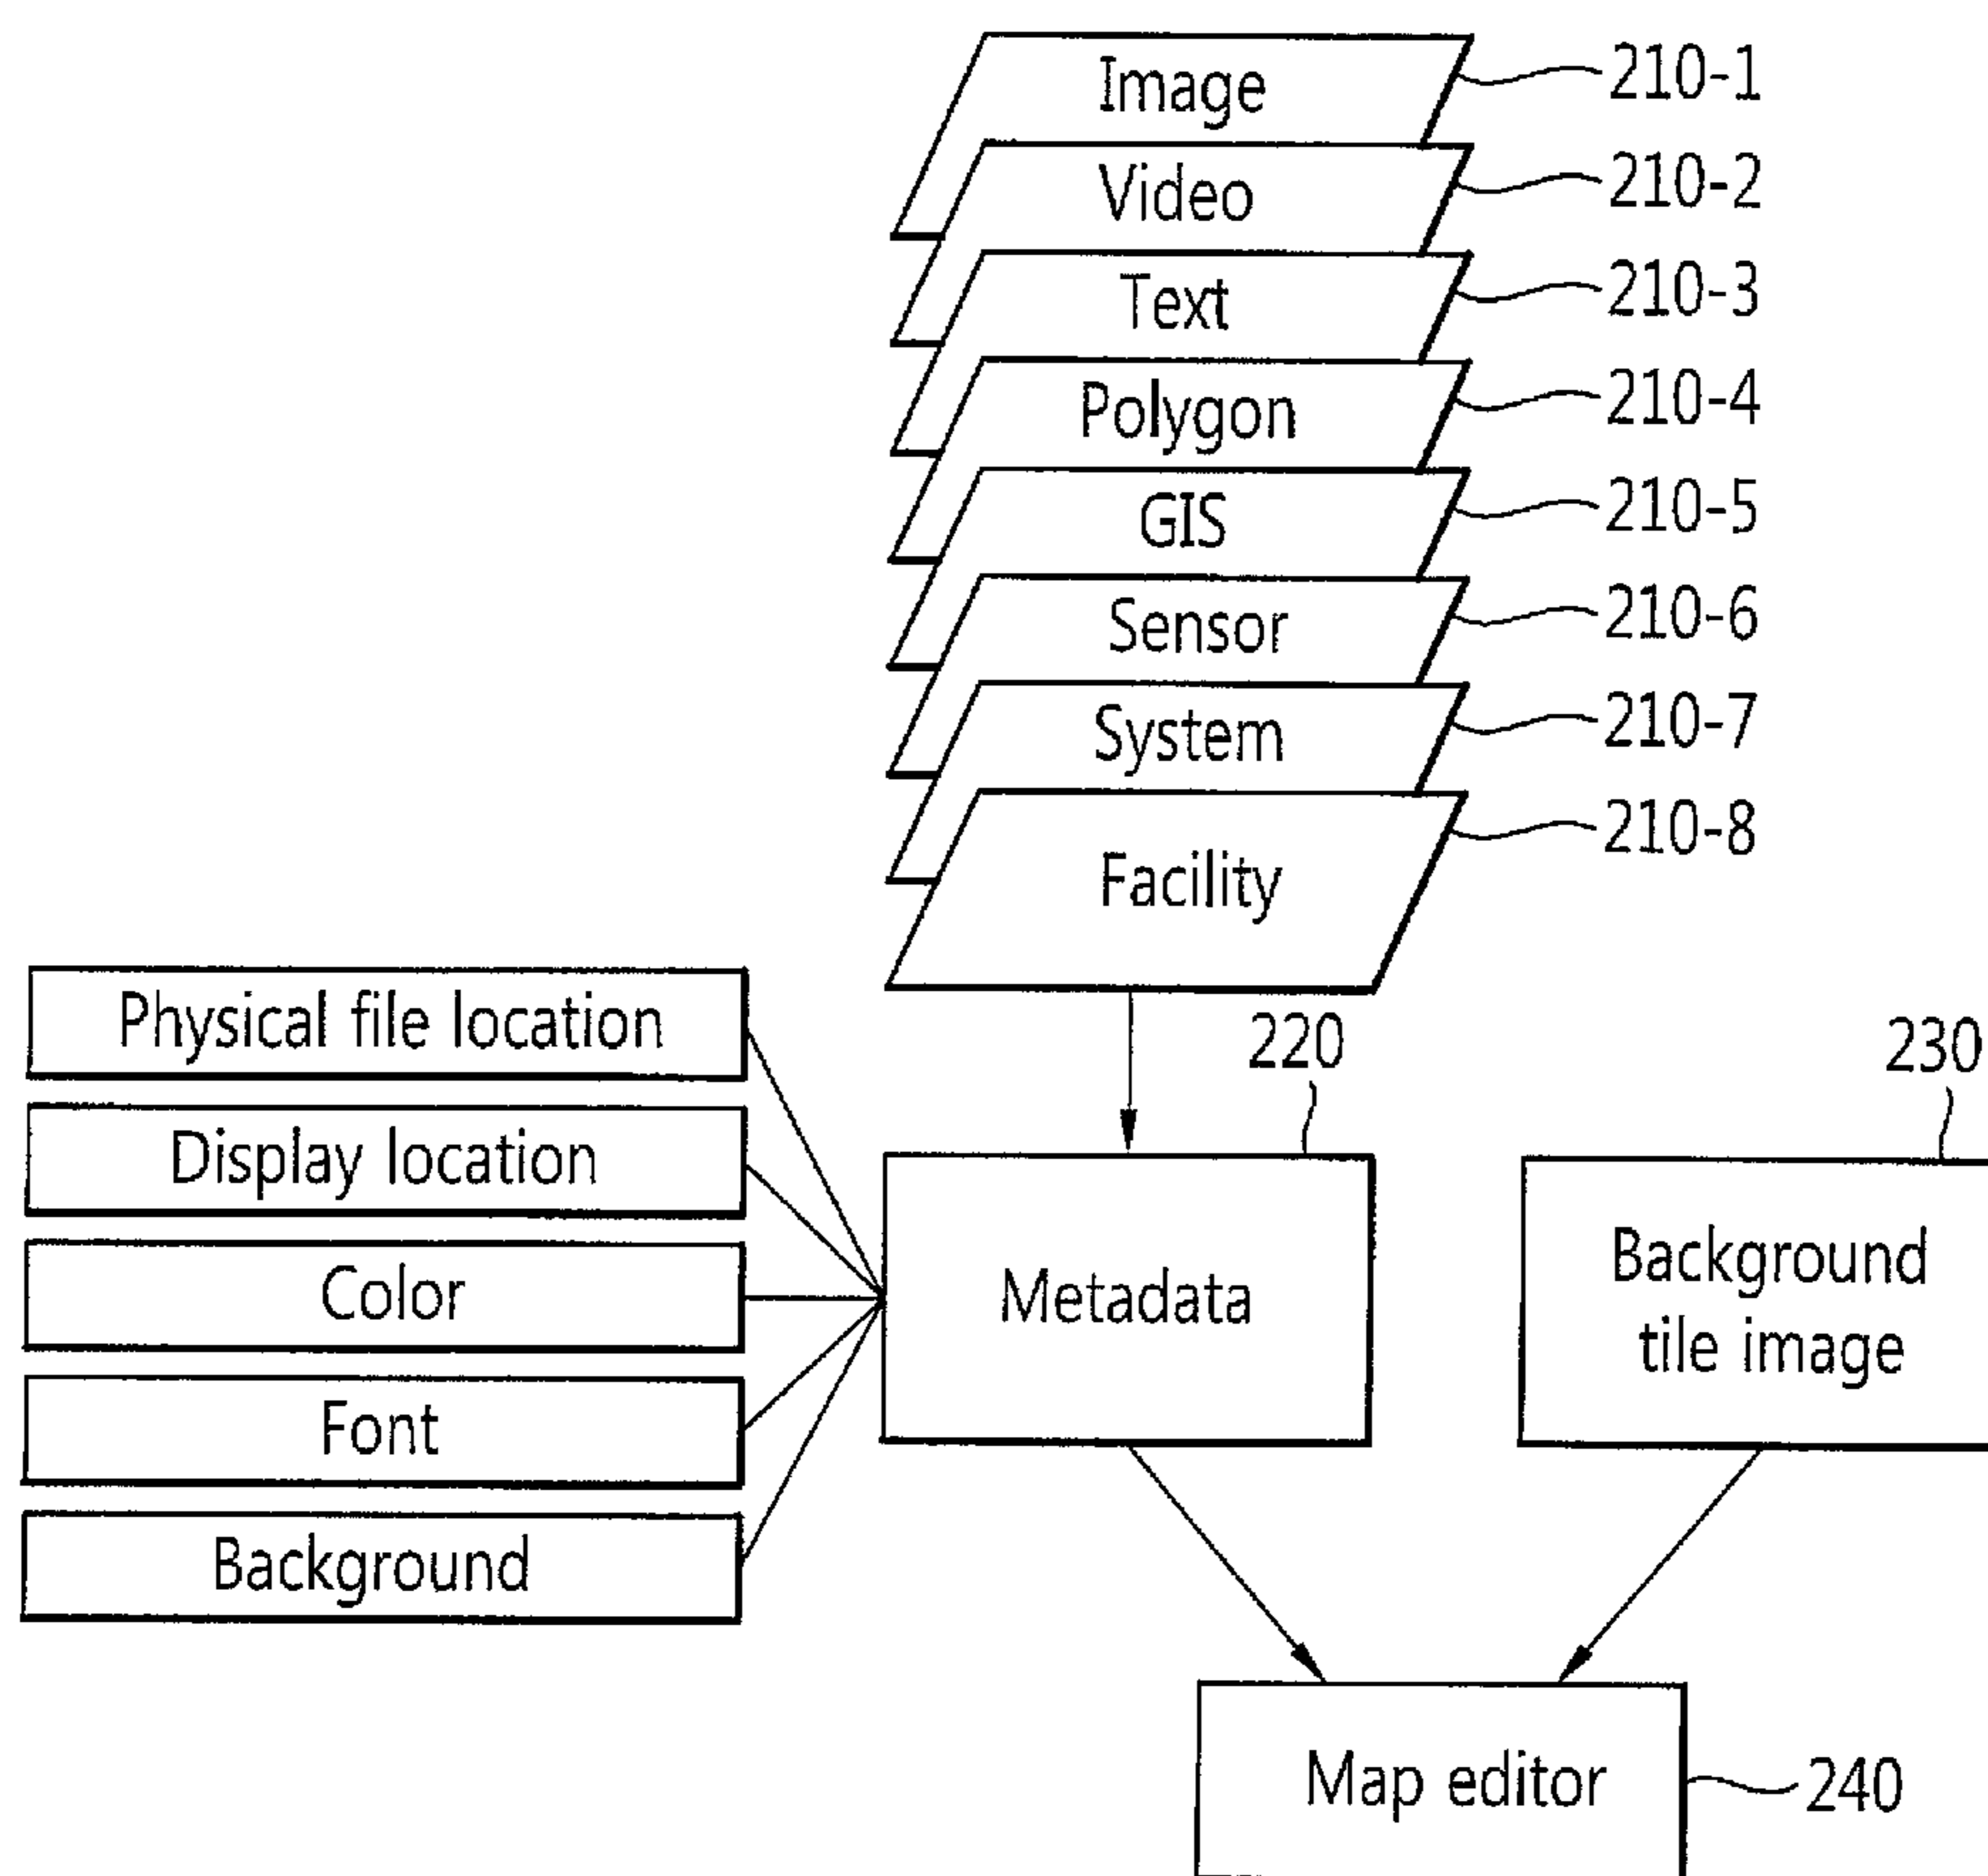 Image 210-1
Video 210-2
Text 210-3
Polygon 210-4
GIS 210-5
Sensor 210-6
System 210-7
Facility 210-8
Physical file location
Display location
Color
Font
Background
220
Metadata
230
Background
tile image
Map editor 240